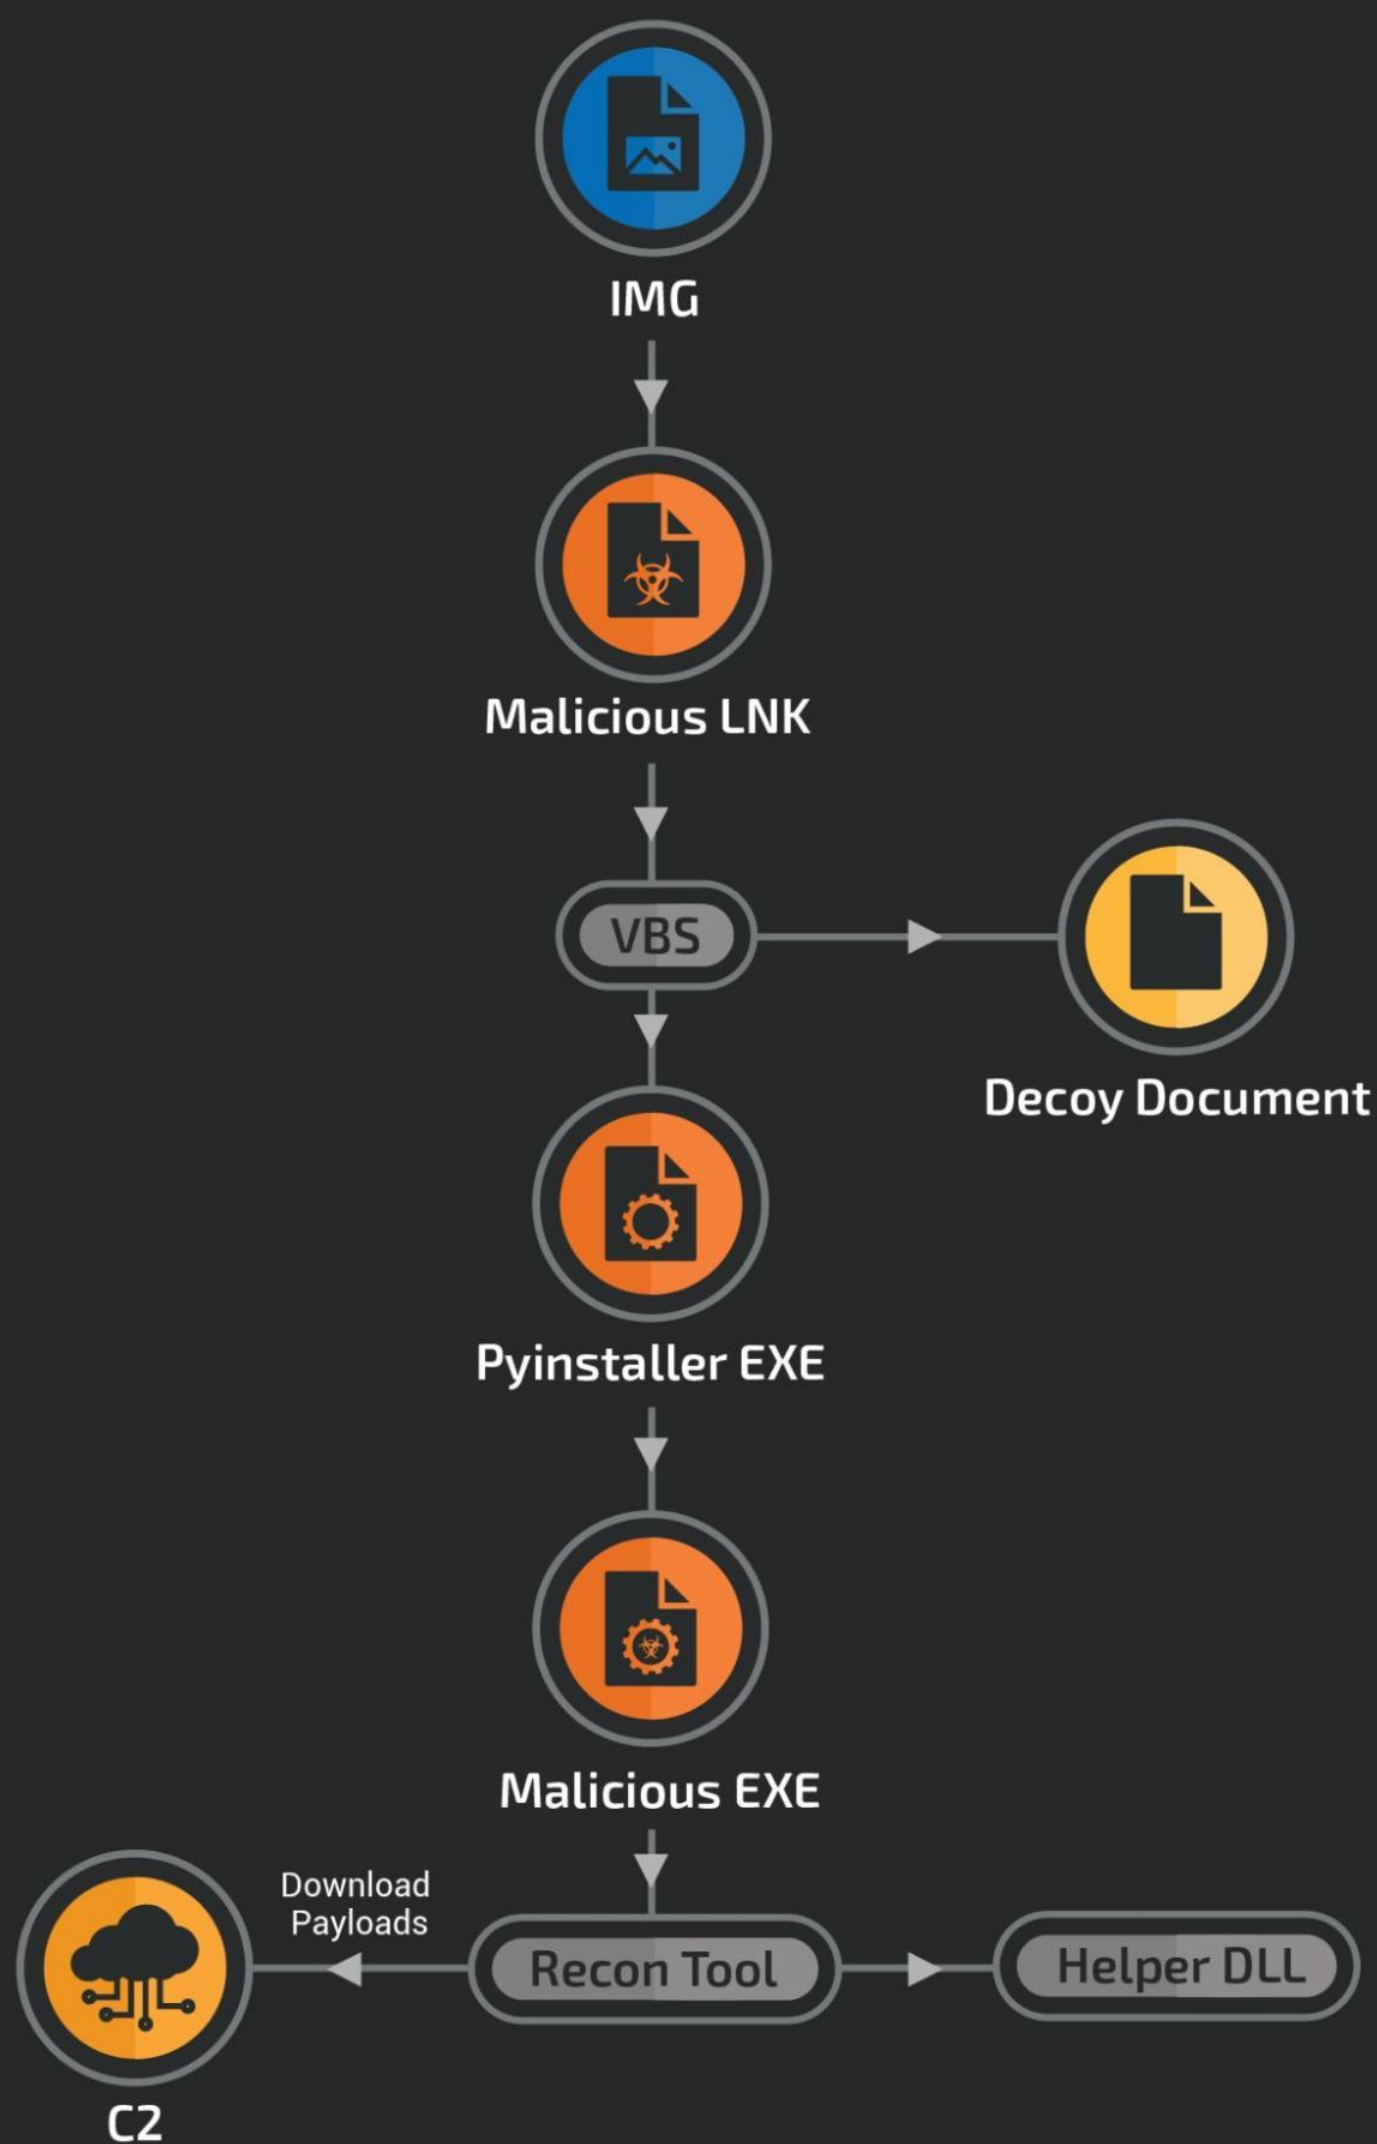 IMG
Malicious LNK
VBS
Decoy Document
Pyinstaller EXE
Malicious EXE
Download
Payloads
Recon Tool
Helper DLL
C2